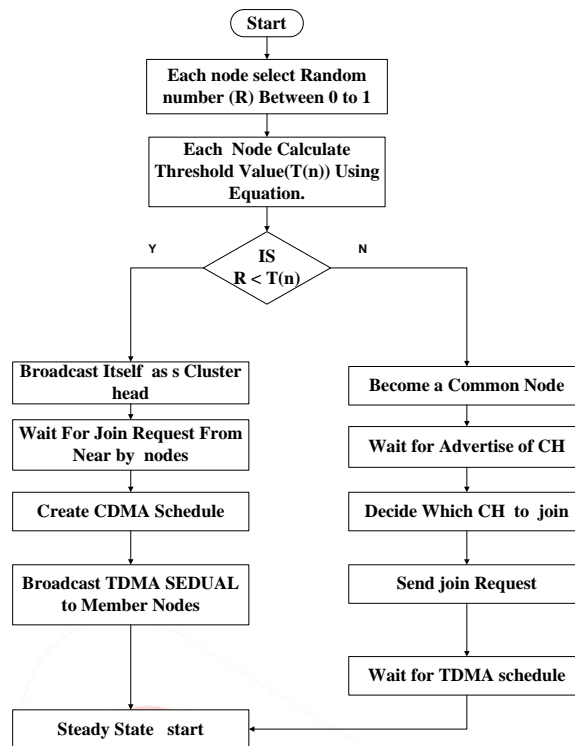 Start
Each node select Random
number (R) Between 0 to 1
Each Node Calculate
Threshold Value(T(n)) Using
Equation.
Y
N
IS
R < T(n)
Broadcast Itself as s Cluster
head
Wait For Join Request From
Near by nodes
Create CDMA Schedule
Broadcast TDMA SEDUAL
to Member Nodes
Become a Common Node
Wait for Advertise of CH
Decide Which CH to join
Send join Request
Wait for TDMA schedule
Steady State start